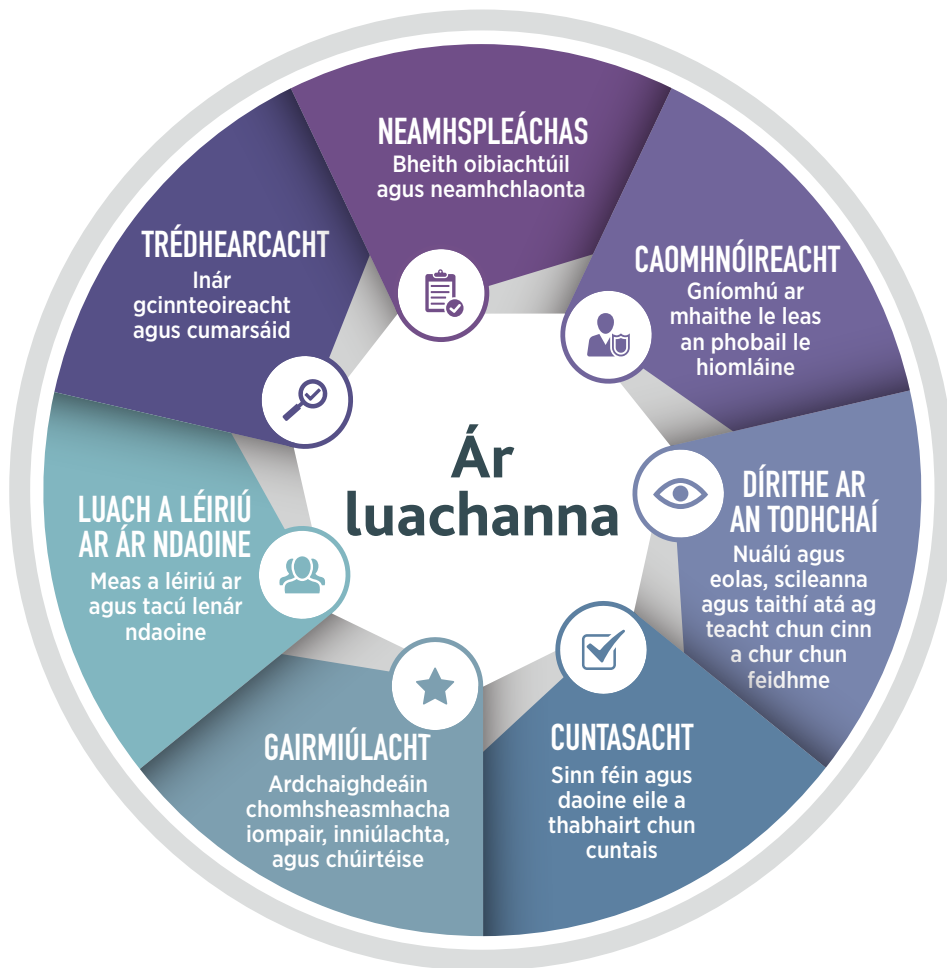 Ár
luachanna
NEAMHSPLEÁCHAS
Bheith oibiachtúil
agus neamhchlaonta
CAOMHNÓIREACHT
Gníomhú ar
mhaithe le leas
an phobail le
hiomláine
DÍRITHE AR
AN TODHCHAÍ
Nuálú agus
eolas, scileanna
agus taithí atá ag
teacht chun cinn
a chur chun
feidhme
CUNTASACHT
Sinn féin agus
daoine eile a
thabhairt chun
cuntais
GAIRMIÚLACHT
Ardchaighdeáin
chomhsheasmhacha
iompair, inniúlachta,
agus chúirtéise
LUACH A LÉIRIÚ
AR ÁR NDAOINE
Meas a léiriú ar
agus tacú lenár
ndaoine
TRÉDHEARCACHT
Inár
gcinnteoireacht
agus cumarsáid